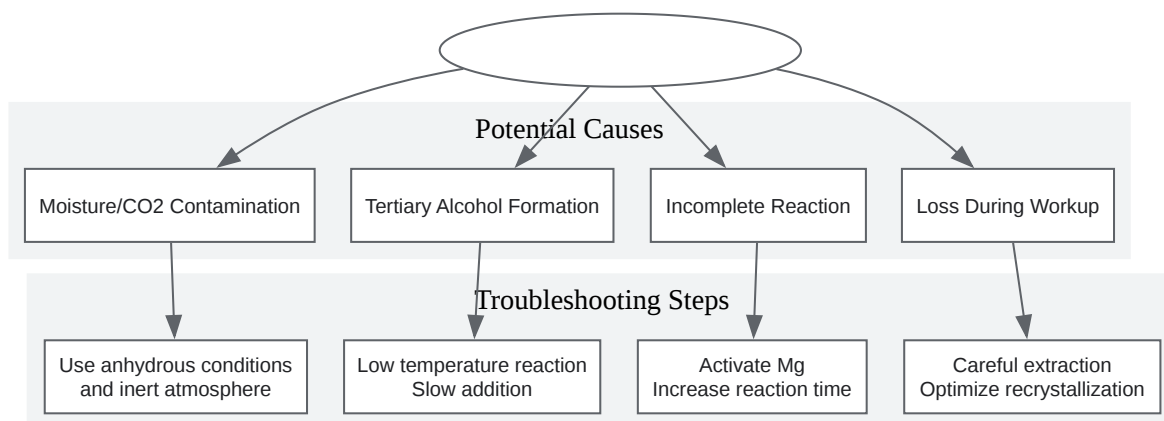 Potential Causes
Moisture/CO2 Contamination
Tertiary Alcohol Formation
Incomplete Reaction
Loss During Workup
Troubleshooting Steps
Use anhydrous conditions
and inert atmosphere
Low temperature reaction
Slow addition
Activate Mg
Increase reaction time
Careful extraction
Optimize recrystallization